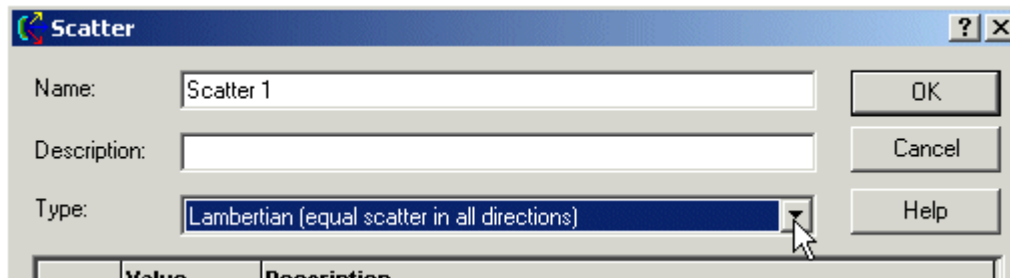 Scatter
Name: Scatter 1 OK
Description: Cancel
Type: Lambertian (equal scatter in all directions) Help
Value Description